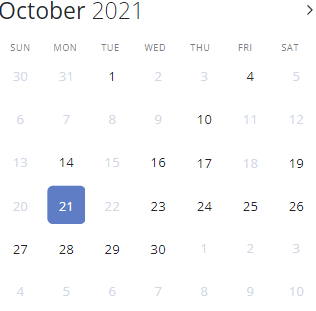 October 2021
SUN MON TUE WED THU FRI SAT
30 31 1 2 3 4 5
6 7 8 9 10 11 12
13 14 15 16 17 18 19
20 21 22 23 24 25 26
27 28 29 30 1 2 3
4 5 6 7 8 9 10